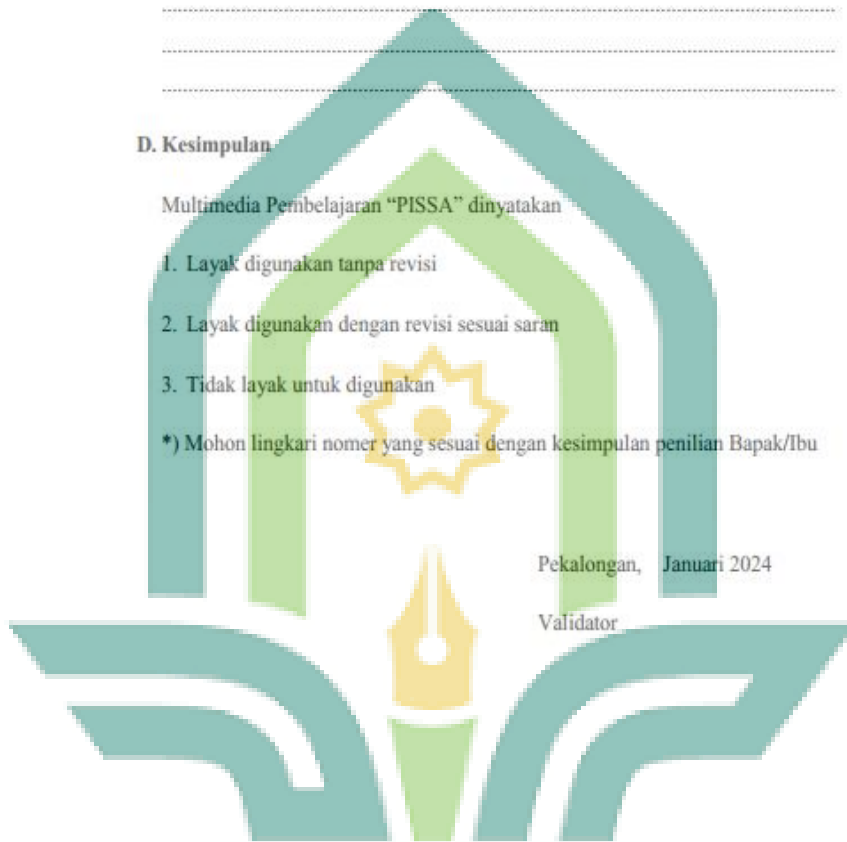 D. Kesimpulan
Multimedia Pembelajaran “PISSA” dinyatakan
1. Layak digunakan tanpa revisi
2. Layak digunakan dengan revisi sesuai saran
3. Tidak layak untuk digunakan
*) Mohon lingkari nomer yang sesuai dengan kesimpulan penilian Bapak/Ibu
Pekalongan, Januari 2024
Validator